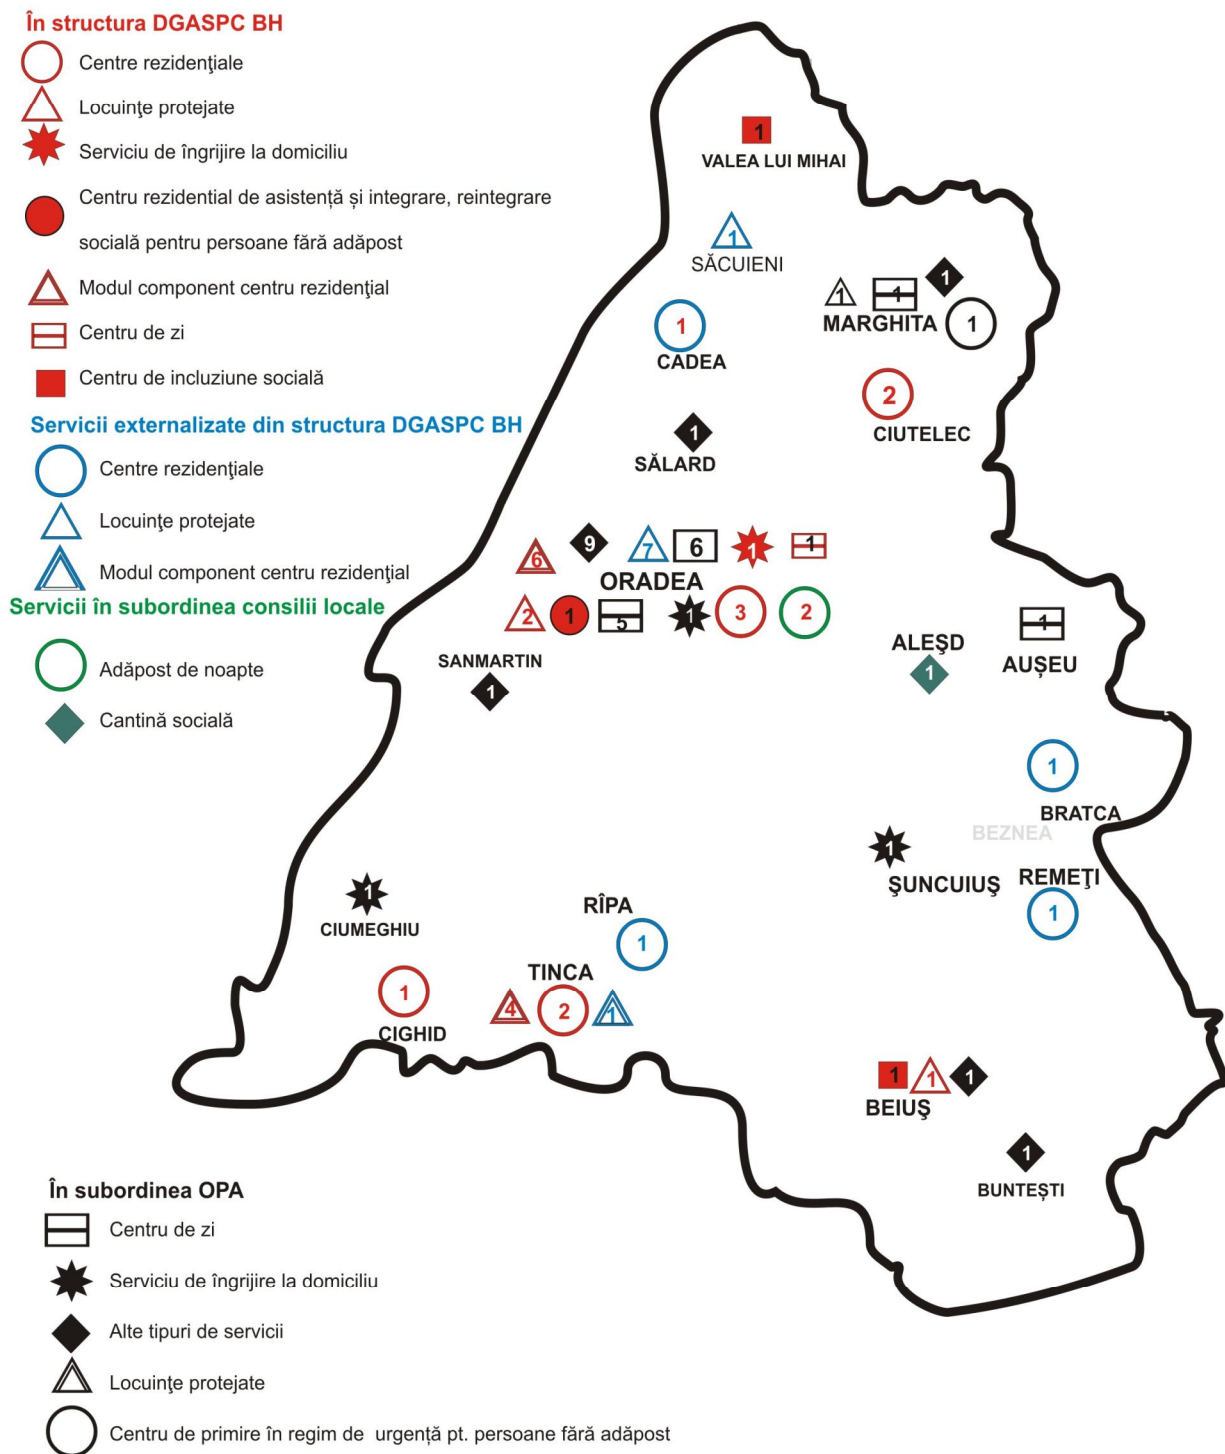 În structura DGASPC BH
Centre rezidenţiale
Locuinţe protejate
Serviciu de îngrijire la domiciliu
Centru rezidential de asistență și integrare, reintegrare
socială pentru persoane fără adăpost
Modul component centru rezidenţial
Centru de zi
Centru de incluziune socială
Servicii externalizate din structura DGASPC BH
Centre rezidenţiale
Locuinţe protejate
Modul component centru rezidenţial
Servicii în subordinea consilii locale
Adăpost de noapte
Cantină socială
1
VALEA LUI MIHAI
1
SĂCUIENI
1 1 1
MARGHITA 1
1
CADEA
2
CIUTELEC
1
SĂLARD
6 9 7 6 1 1
ORADEA
2 1 5 1 3 2
SANMARTIN
1
ALEŞD
1
1
AUȘEU
1
BRATCA
BEZNEA
1
ŞUNCUIUŞ
REMEŢI
1
1
CIUMEGHIU
RÎPA
1
1
CIGHID
TINCA
4 2 1
1 1 1
BEIUŞ
1
BUNTEȘTI
În subordinea OPA
Centru de zi
Serviciu de îngrijire la domiciliu
Alte tipuri de servicii
Locuinţe protejate
Centru de primire în regim de urgență pt. persoane fără adăpost